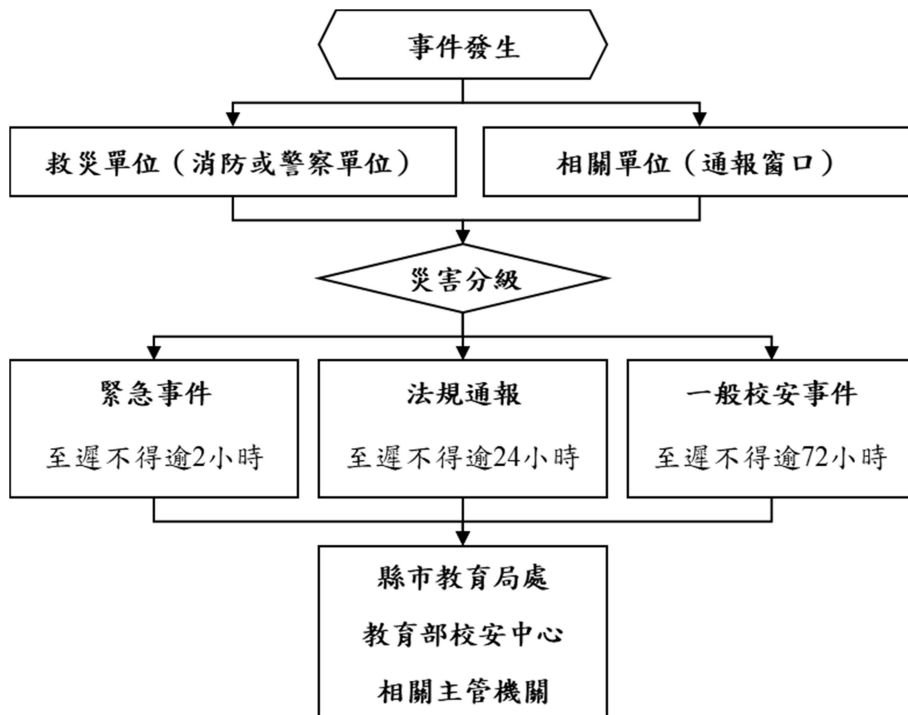 事件發生
救災單位（消防或警察單位）
相關單位（通報窗口）
災害分級
緊急事件
至遲不得逾2小時
法規通報
至遲不得逾24小時
一般校安事件
至遲不得逾72小時
縣市教育局處
教育部校安中心
相關主管機關